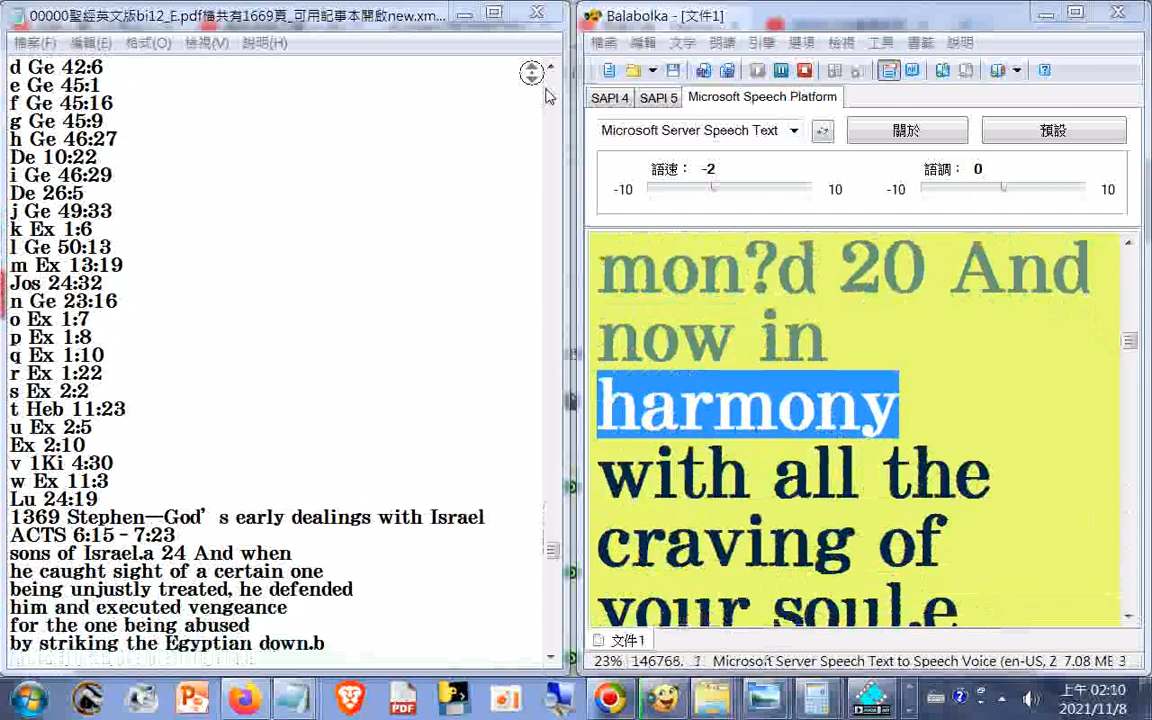 00000聖經英文版bi12_E.pdf檔共有1669頁_可用記事本開啟new.xm...
檔案(F) 編輯(E) 格式(O) 檢視(V) 說明(H)
d Ge 42:6
e Ge 45:1
f Ge 45:16
g Ge 45:9
h Ge 46:27
De 10:22
i Ge 46:29
De 26:5
j Ge 49:33
k Ex 1:6
l Ge 50:13
m Ex 13:19
Jos 24:32
n Ge 23:16
o Ex 1:7
p Ex 1:8
q Ex 1:10
r Ex 1:22
s Ex 2:2
t Heb 11:23
u Ex 2:5
Ex 2:10
v 1Ki 4:30
w Ex 11:3
Lu 24:19
1369 Stephen—God’s early dealings with Israel
ACTS 6:15–7:23
sons of Israel.a 24 And when
he caught sight of a certain one
being unjustly treated, he defended
him and executed vengeance
for the one being abused
by striking the Egyptian down.b
Balabolka - [文件1]
檔案 編輯 文字 朗讀 引擎 選項 檢視 工具 書籤 說明
SAPI 4 SAPI 5 Microsoft Speech Platform
Microsoft Server Speech Text 關於 預設
語速： -2 語調： 0
-10 10 -10 10
mon?d 20 And
now in
harmony
with all the
craving of
your soul,e
文件1
23% 146768. Microsoft Server Speech Text to Speech Voice (en-US, 2 7.08 MB 3
PDF
上午 02:10
2021/11/8